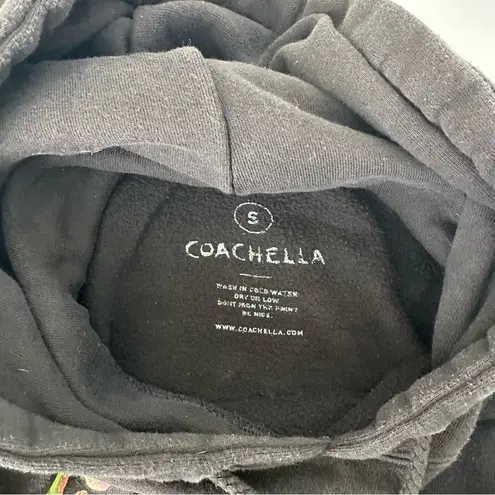 S
COACHELLA
WASH IN COLD WATER
DRY ON LOW
DON'T IRON THE PRINT
BE NICE.
WWW.COACHELLA.COM